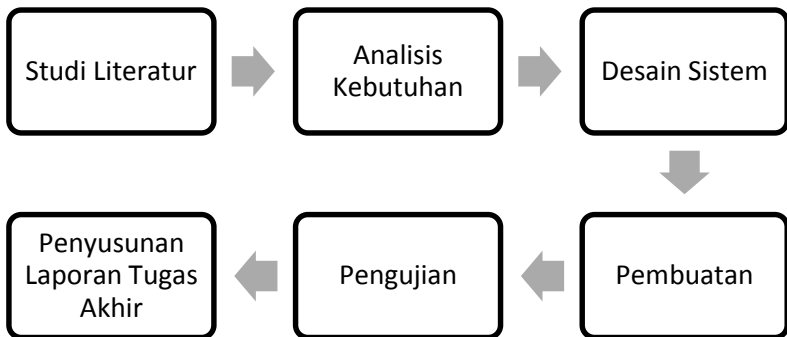 Studi Literatur
Analisis
Kebutuhan
Desain Sistem
Pembuatan
Pengujian
Penyusunan
Laporan Tugas
Akhir